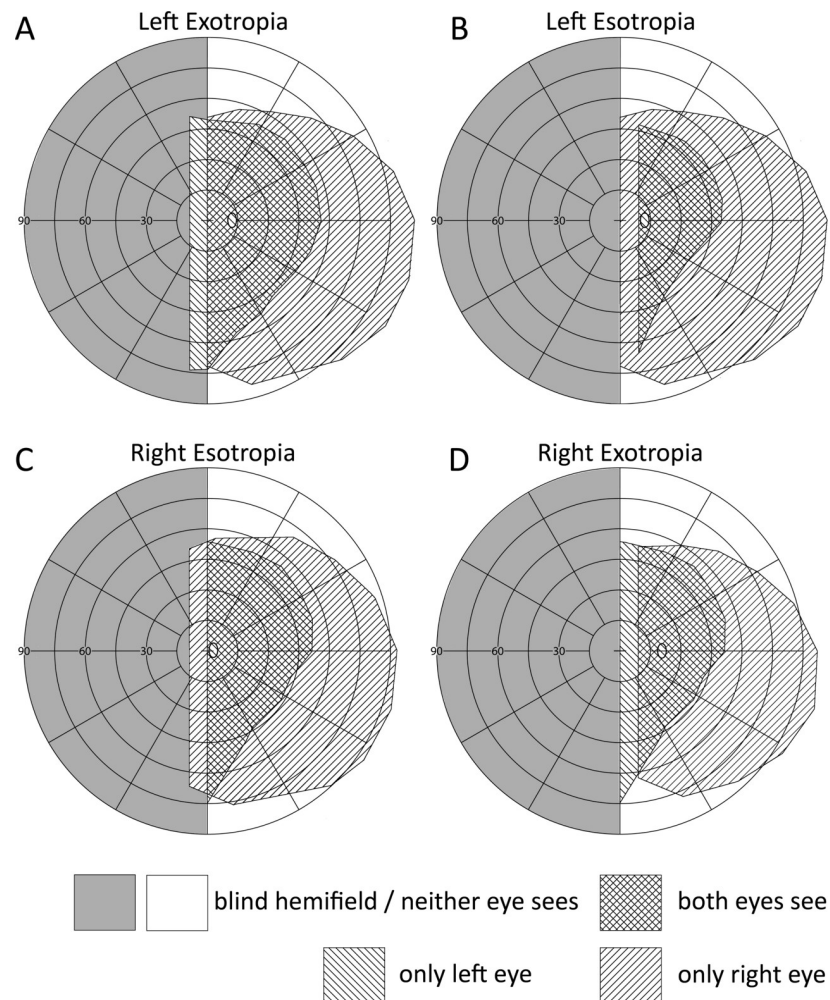 A Left Exotropia
B Left Esotropia
90 60 30
90 60 30
C Right Esotropia
D Right Exotropia
90 60 30
90 60 30
blind hemifield / neither eye sees
both eyes see
only left eye
only right eye